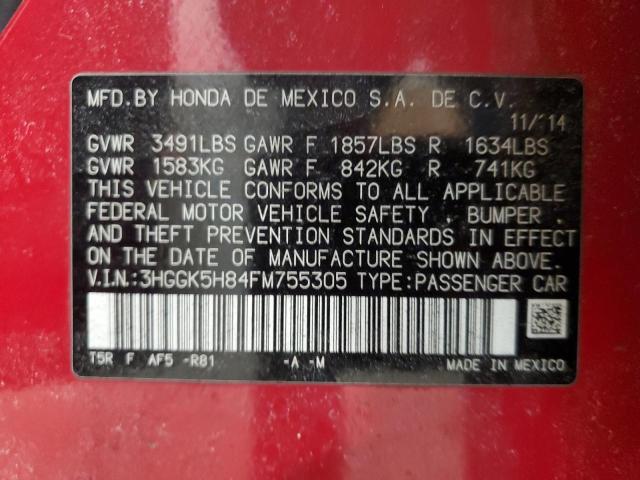 MFD.BY HONDA DE MEXICO S.A. DE C.V.
11/'14
GVWR 3491LBS GAWR F 1857LBS R 1634LBS
GVWR 1583KG GAWR F 842KG R 741KG
THIS VEHICLE CONFORMS TO ALL APPLICABLE
FEDERAL MOTOR VEHICLE SAFETY , BUMPER ,
AND THEFT PREVENTION STANDARDS IN EFFECT
ON THE DATE OF MANUFACTURE SHOWN ABOVE.
V.I.N.:3HGGK5H84FM755305 TYPE:PASSENGER CAR
T5R F AF5 -R81 -A -M MADE IN MEXICO